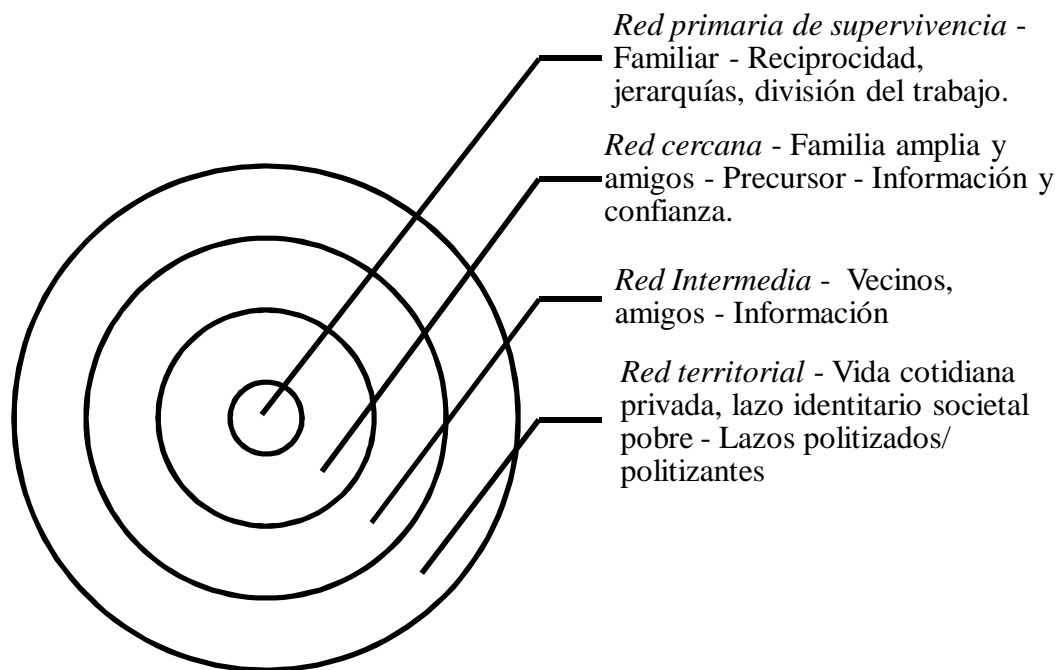 Red primaria de supervivencia -
Familiar - Reciprocidad,
jerarquías, división del trabajo.
Red cercana - Familia amplia y
amigos - Precursor - Información y
confianza.
Red Intermedia - Vecinos,
amigos - Información
Red territorial - Vida cotidiana
privada, lazo identitario societal
pobre - Lazos politizados/
politizantes